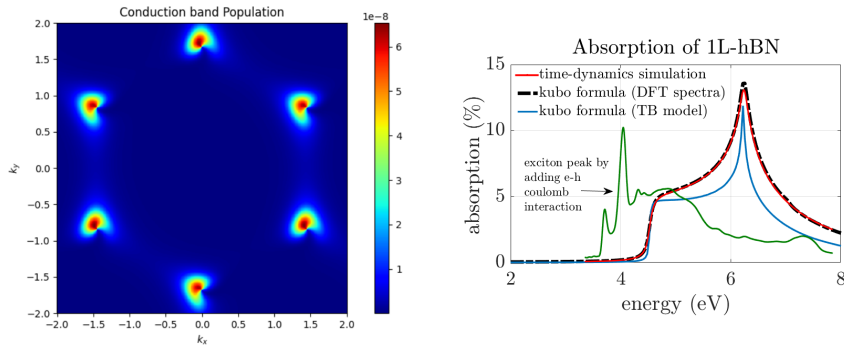 Conduction band Population
1e−8
2.0
1.5
1.0
0.5
0.0
−0.5
−1.0
−1.5
−2.0
−2.0 −1.5 −1.0 −0.5 0.0 0.5 1.0 1.5 2.0
k_y
k_x
6
5
4
3
2
1
Absorption of 1L-hBN
time-dynamics simulation
kubo formula (DFT spectra)
kubo formula (TB model)
exciton peak by
adding e-h
coulomb
interaction
absorption (%)
15
10
5
0
2 4 6 8
energy (eV)